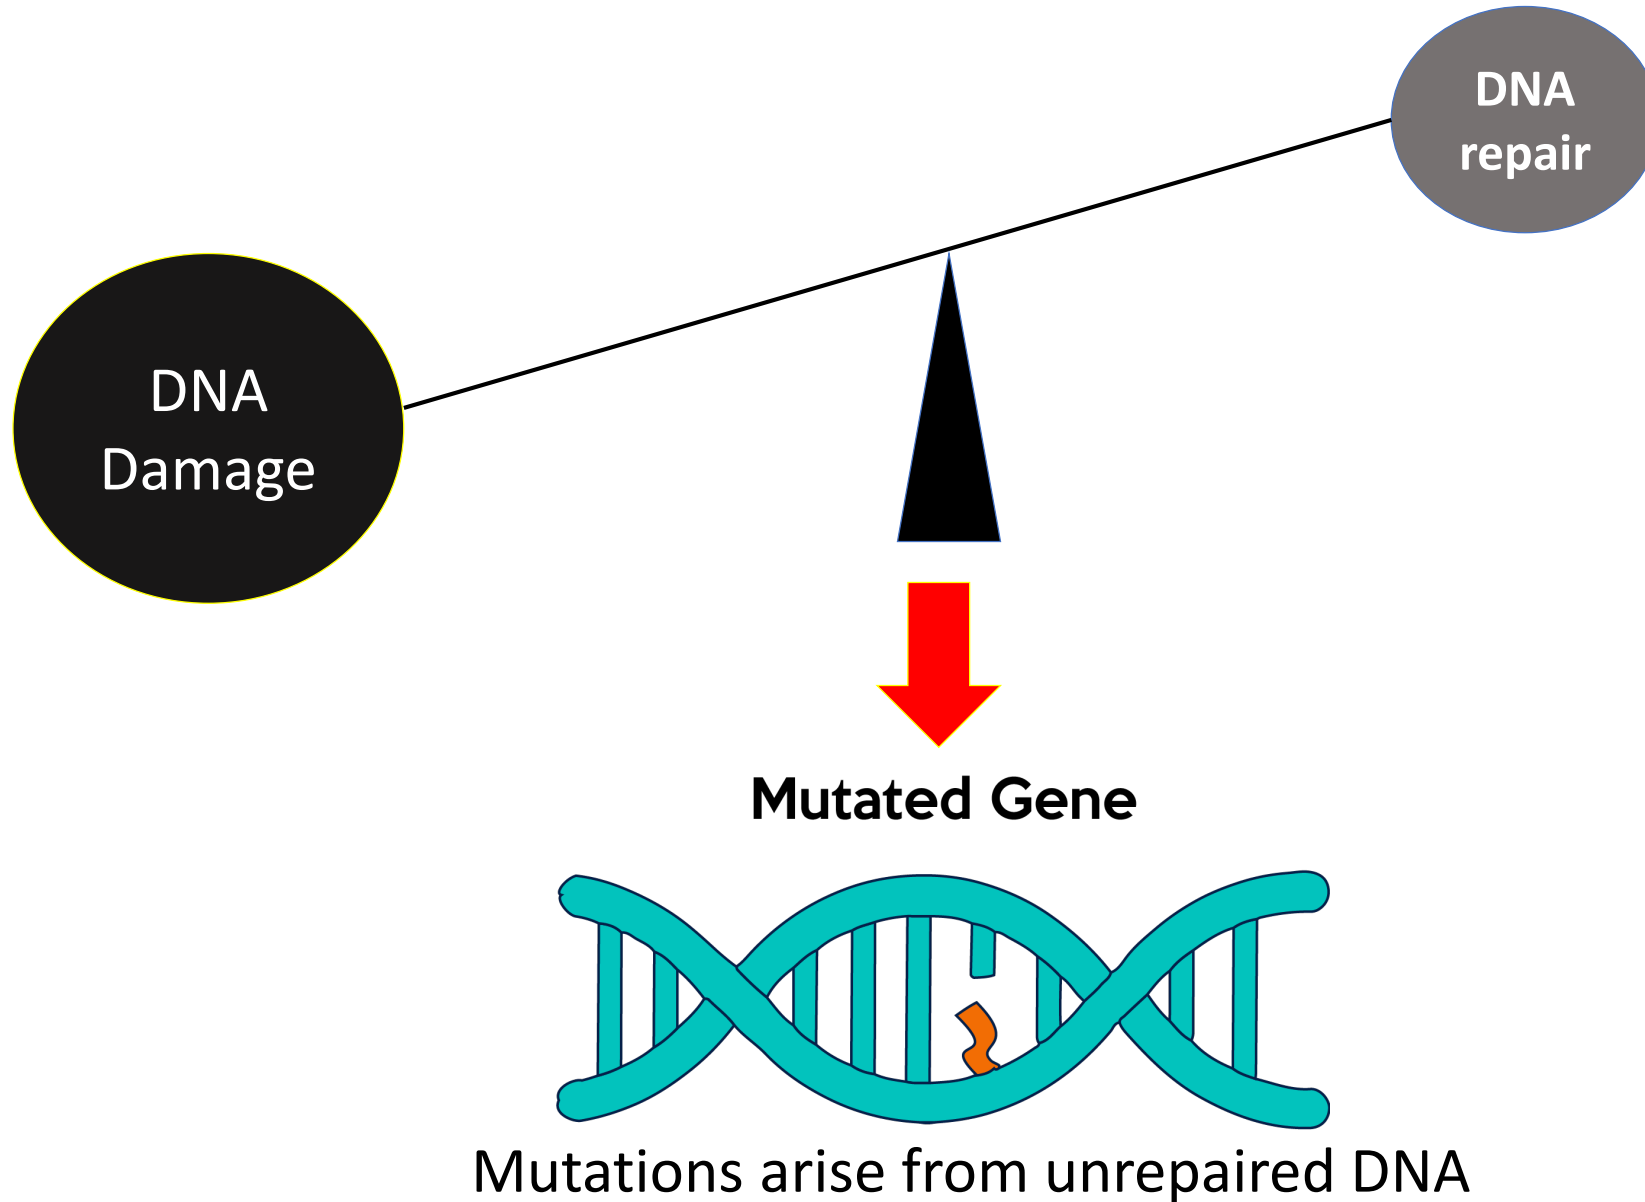 DNA
repair
DNA
Damage
Mutated Gene
Mutations arise from unrepaired DNA